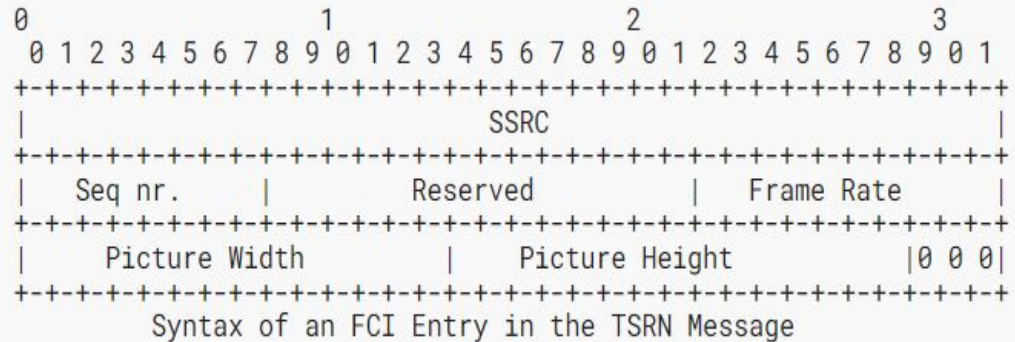 0                   1                   2                   3
 0 1 2 3 4 5 6 7 8 9 0 1 2 3 4 5 6 7 8 9 0 1 2 3 4 5 6 7 8 9 0 1
+-+-+-+-+-+-+-+-+-+-+-+-+-+-+-+-+-+-+-+-+-+-+-+-+-+-+-+-+-+-+-+-+
|                              SSRC                             |
+-+-+-+-+-+-+-+-+-+-+-+-+-+-+-+-+-+-+-+-+-+-+-+-+-+-+-+-+-+-+-+-+
|   Seq nr.     |         Reserved          |   Frame Rate      |
+-+-+-+-+-+-+-+-+-+-+-+-+-+-+-+-+-+-+-+-+-+-+-+-+-+-+-+-+-+-+-+-+
|     Picture Width         |    Picture Height           |0 0 0|
+-+-+-+-+-+-+-+-+-+-+-+-+-+-+-+-+-+-+-+-+-+-+-+-+-+-+-+-+-+-+-+-+
Syntax of an FCI Entry in the TSRN Message